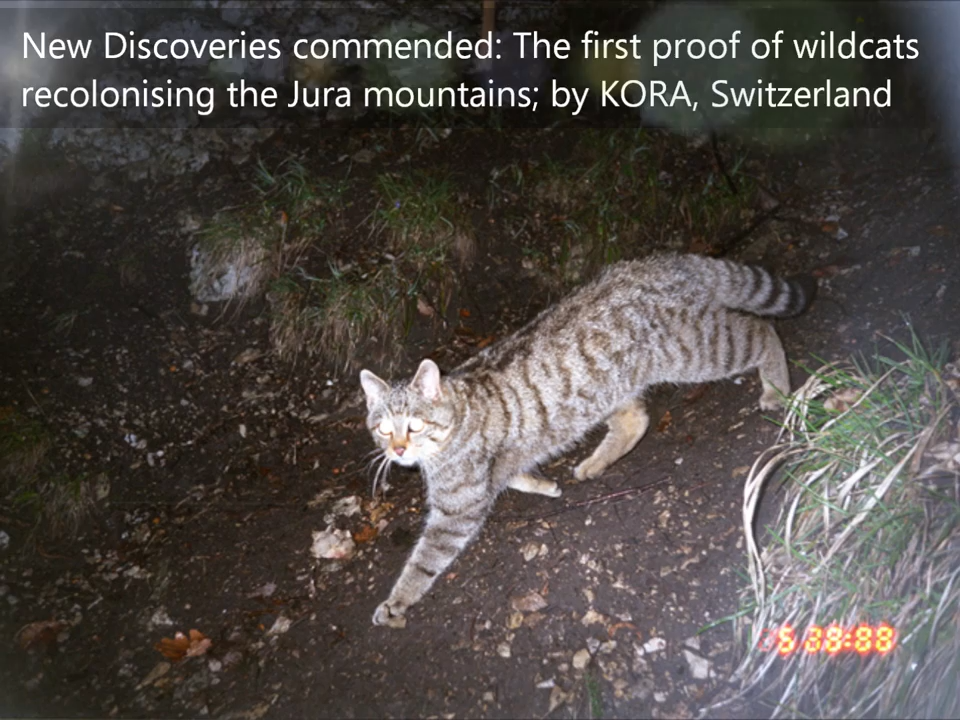 New Discoveries commended: The first proof of wildcats
recolonising the Jura mountains; by KORA, Switzerland